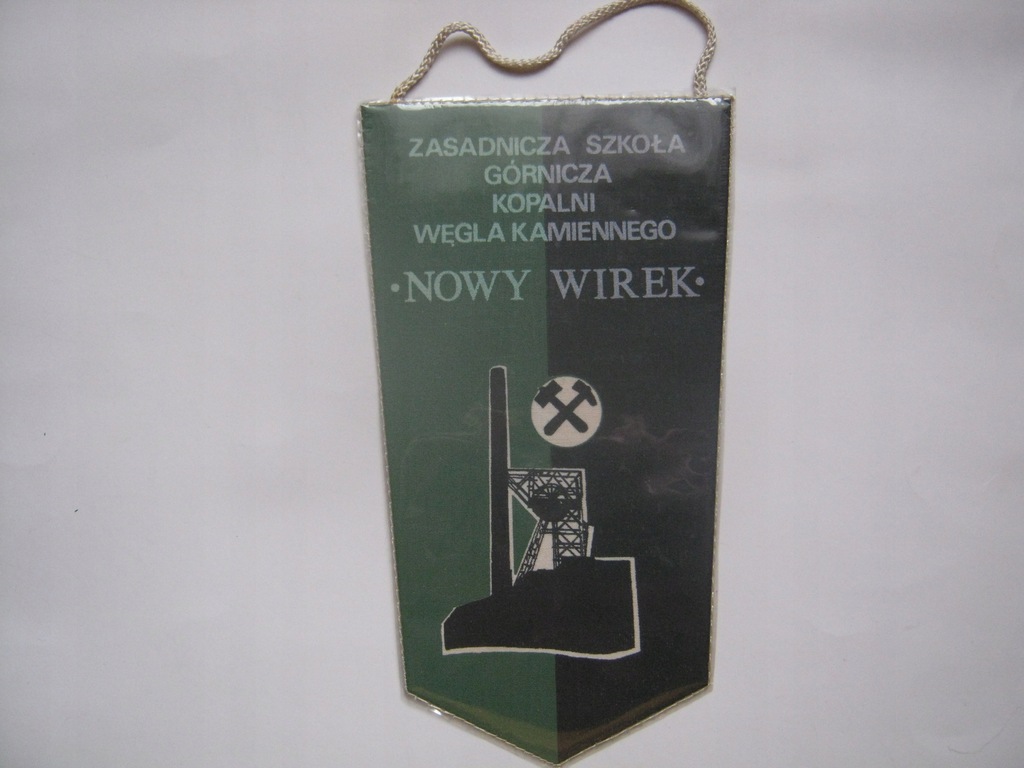 ZASADNICZA SZKOŁA
GÓRNICZA
KOPALNI
WĘGLA KAMIENNEGO
·NOWY WIREK·